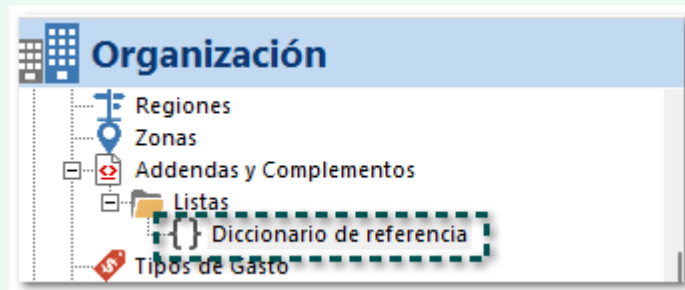 Organización
Regiones
Zonas
Addendas y Complementos
Listas
{ } Diccionario de referencia
Tipos de Gasto